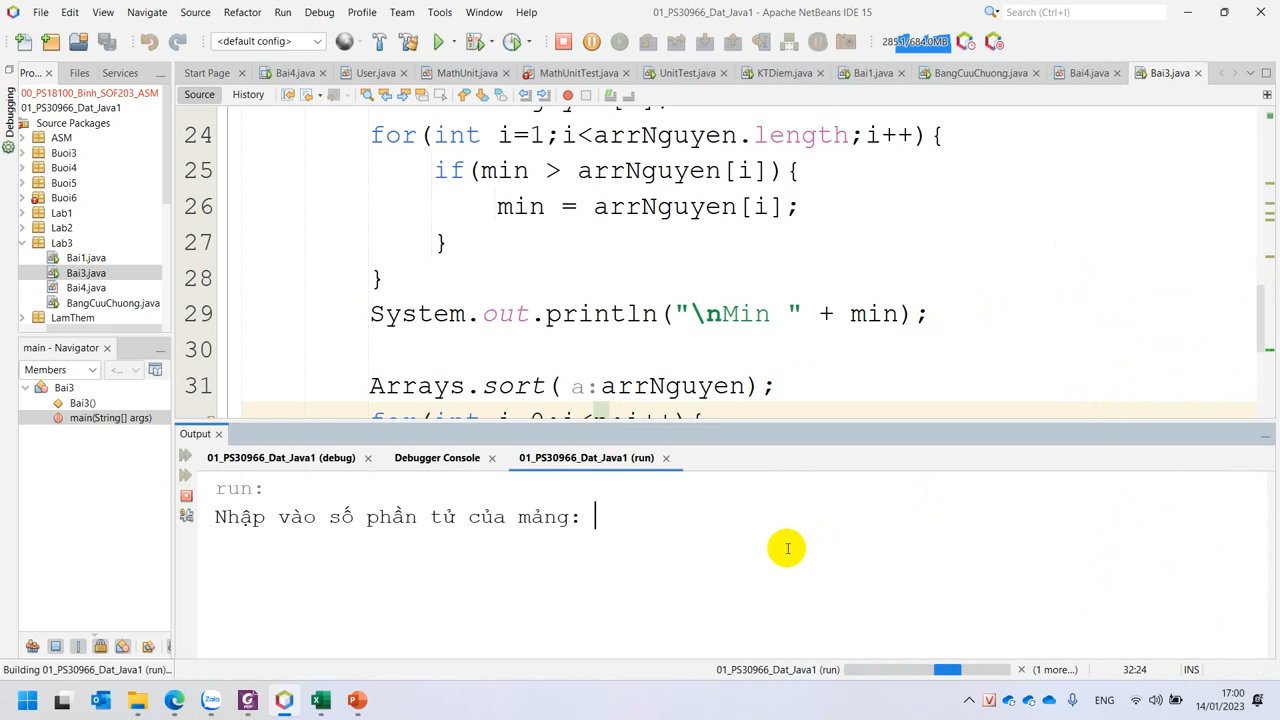 File Edit View Navigate Source Refactor Run Debug Profile Team Tools Window Help 01_PS30966_Dat_Java1 - Apache NetBeans IDE 15 Search (Ctrl+I)
<default config> 285.1/684.0MB
Pro... Files Services Start Page Bai4.java User.java MathUnit.java MathUnitTest.java UnitTest.java KTDiem.java Bai1.java BangCuuChuong.java Bai4.java Bai3.java
Debugging
00_PS18100_Binh_SOF203_ASM
01_PS30966_Dat_Java1
Source Packages
ASM
Buoi3
Buoi4
Buoi5
Buoi6
Lab1
Lab2
Lab3
Bai1.java
Bai3.java
Bai4.java
BangCuuChuong.java
LamThem
main - Navigator
Members <...>
Bai3
Bai3()
main(String[] args)
Source History
24 for(int i=1;i<arrNguyen.length;i++){
25 if(min > arrNguyen[i]){
26 min = arrNguyen[i];
27 }
28 }
29 System.out.println("\nMin " + min);
30
31 Arrays.sort( a: arrNguyen);
Output
01_PS30966_Dat_Java1 (debug) Debugger Console 01_PS30966_Dat_Java1 (run)
run:
Nhập vào số phần tử của mảng:
Building 01_PS30966_Dat_Java1 (run)... 01_PS30966_Dat_Java1 (run) (1 more...) 32:24 INS
Zalo ENG 17:00
14/01/2023